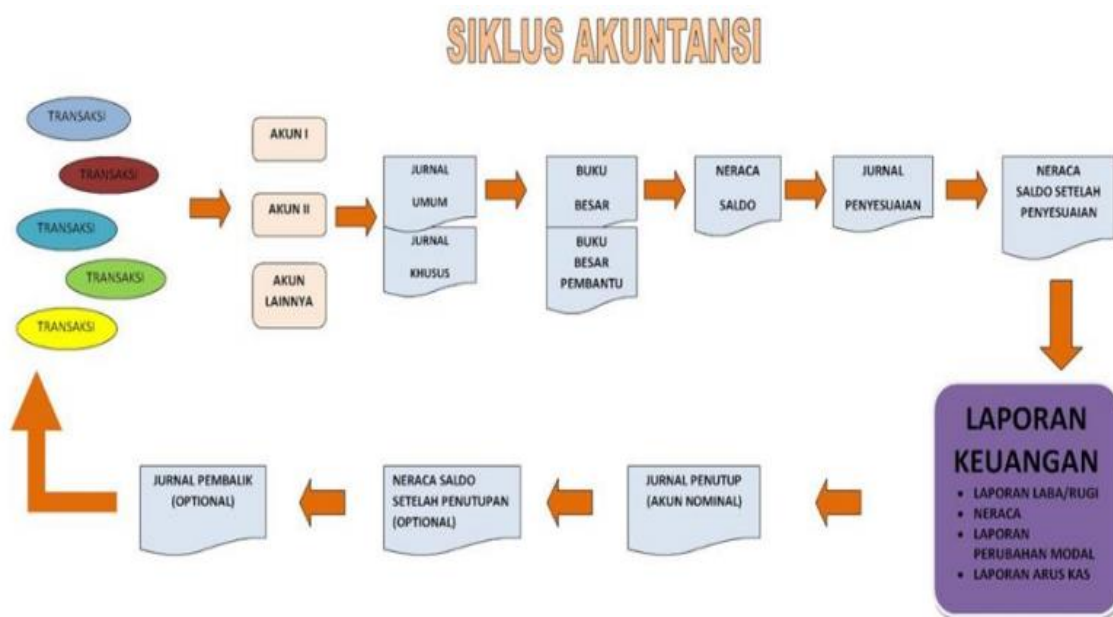 SIKLUS AKUNTANSI
TRANSAKSI
TRANSAKSI
TRANSAKSI
TRANSAKSI
TRANSAKSI
AKUN I
AKUN II
AKUN
LAINNYA
JURNAL
UMUM
JURNAL
KHUSUS
BUKU
BESAR
BUKU
BESAR
PEMBANTU
NERACA
SALDO
JURNAL
PENYESUAIAN
NERACA
SALDO SETELAH
PENYESUAIAN
LAPORAN
KEUANGAN
• LAPORAN LABA/RUGI
• NERACA
• LAPORAN
PERUBAHAN MODAL
• LAPORAN ARUS KAS
JURNAL PENUTUP
(AKUN NOMINAL)
NERACA SALDO
SETELAH PENUTUPAN
(OPTIONAL)
JURNAL PEMBALIK
(OPTIONAL)